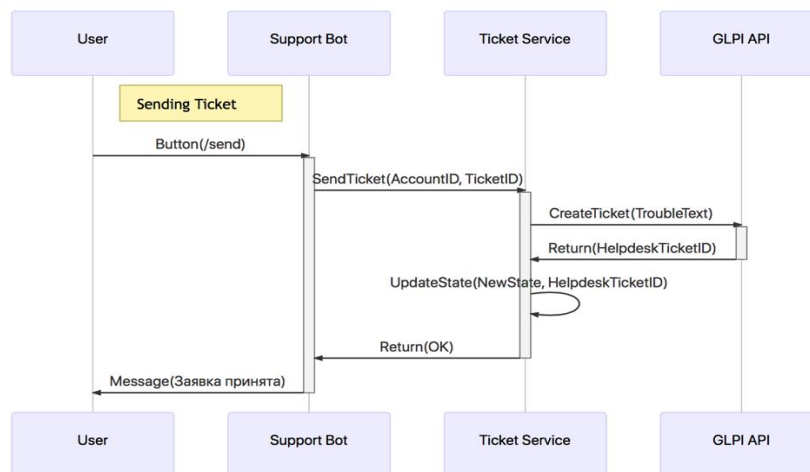 User
Support Bot
Ticket Service
GLPI API
Sending Ticket
Button(/send)
SendTicket(AccountID, TicketID)
CreateTicket(TroubleText)
Return(HelpdeskTicketID)
UpdateState(NewState, HelpdeskTicketID)
Return(OK)
Message(Заявка принята)
User
Support Bot
Ticket Service
GLPI API